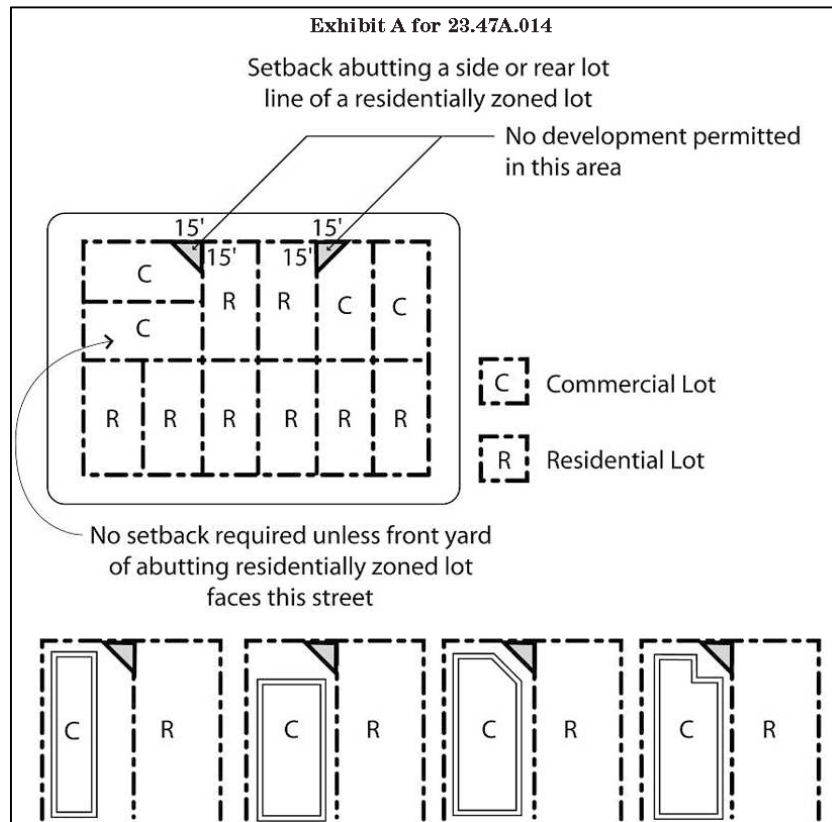 Exhibit A for 23.47A.014
Setback abutting a side or rear lot
line of a residentially zoned lot
No development permitted
in this area
15' 15'
15' 15'
C R R C C
C
R R R R R R
C Commercial Lot
R Residential Lot
No setback required unless front yard
of abutting residentially zoned lot
faces this street
C R C R C R C R